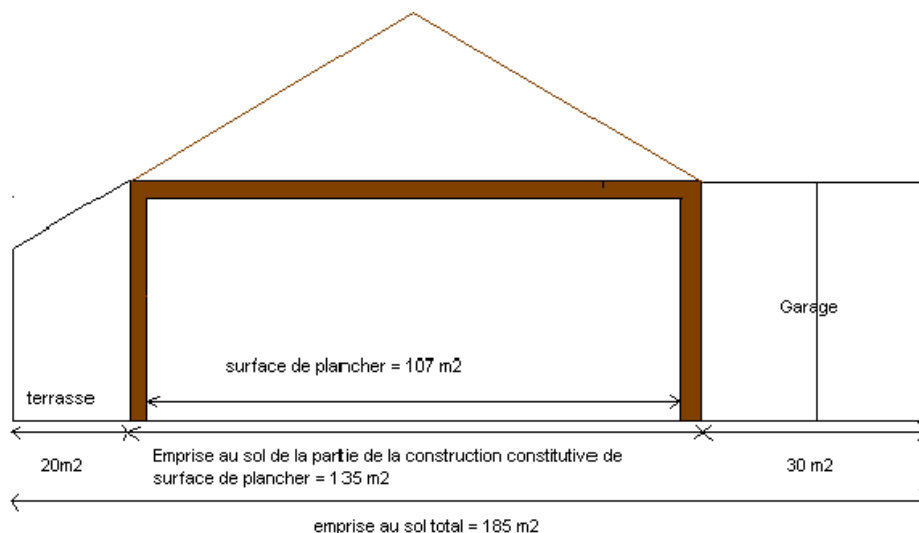 Garage
surface de plancher = 107 m2
terrasse
20m2
Emprise au sol de la partie de la construction constitutive de
surface de plancher = 135 m2
30 m2
emprise au sol total = 185 m2